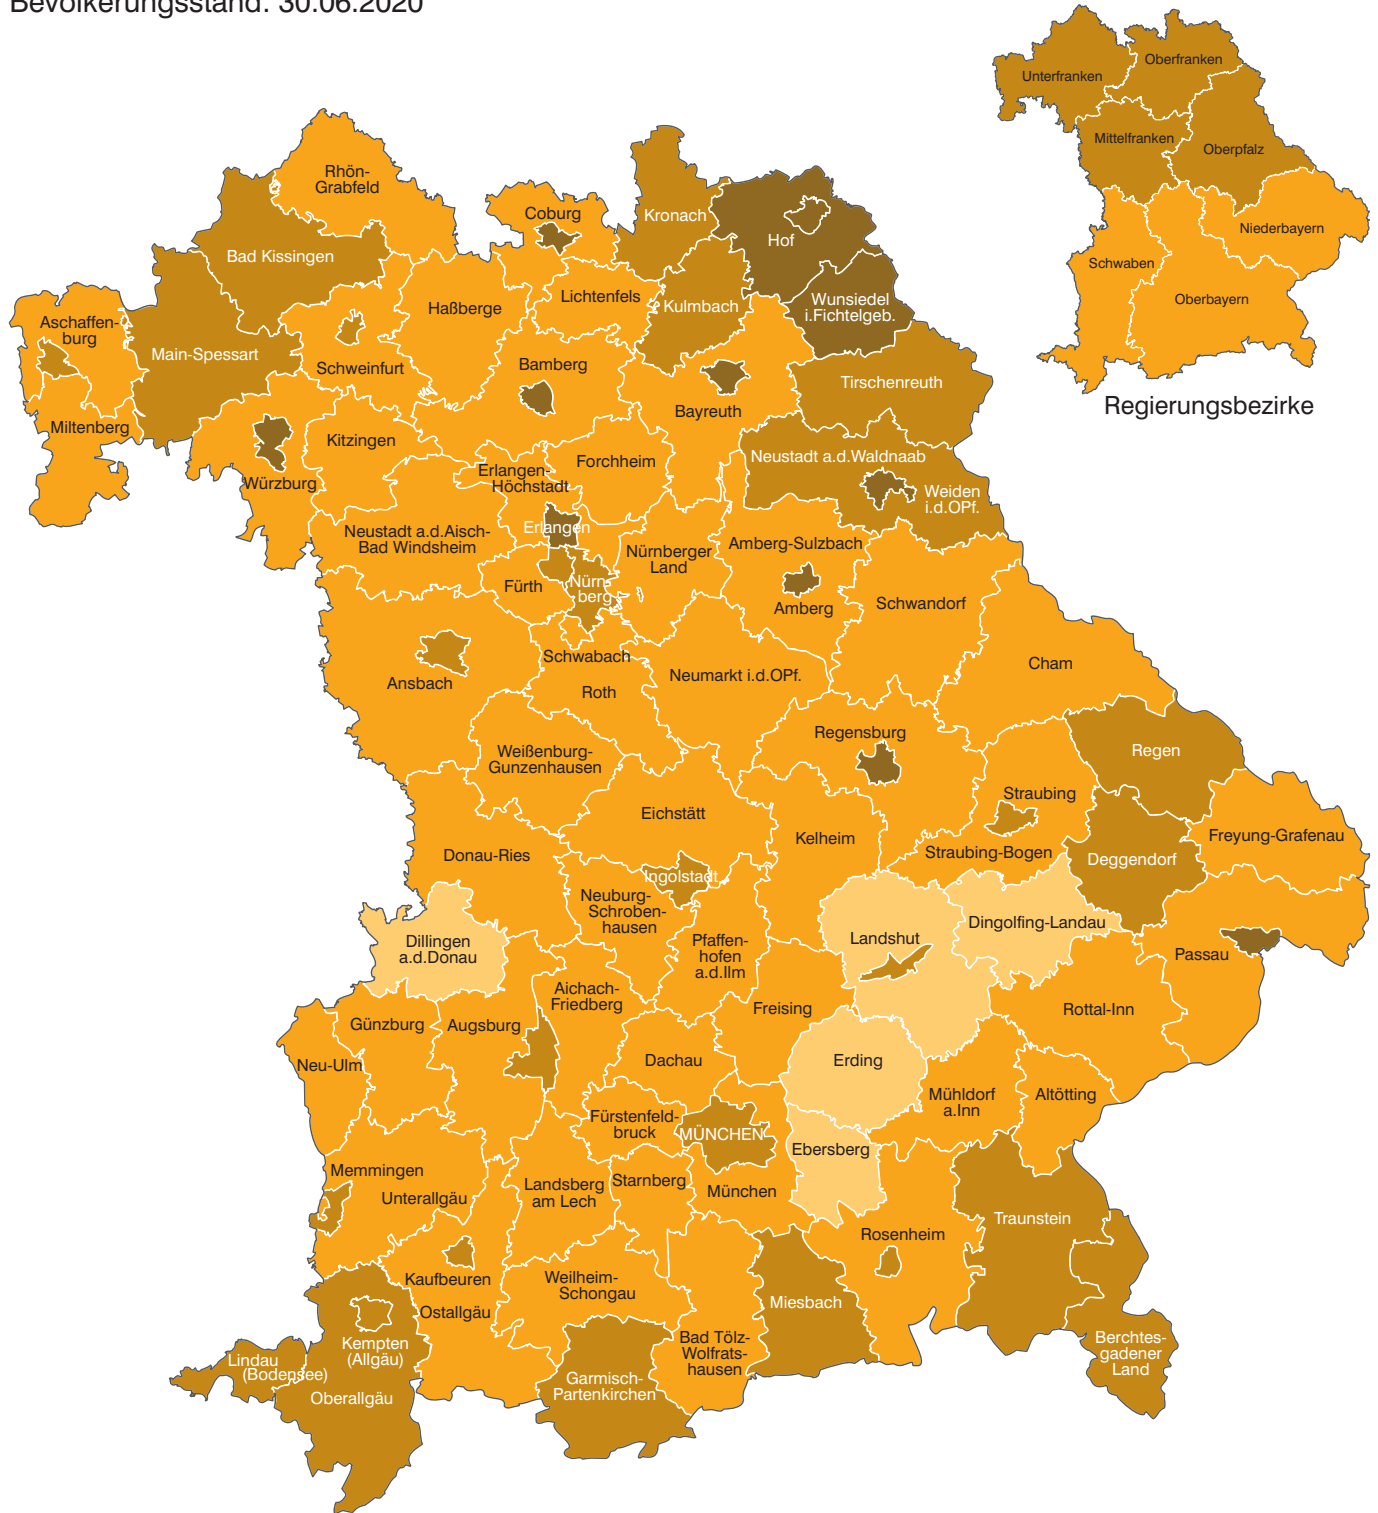 Bevölkerungsstand: 30.06.2020
Unterfranken
Oberfranken
Mittelfranken
Oberpfalz
Niederbayern
Schwaben
Oberbayern
Regierungsbezirke
Rhön-
Grabfeld
Coburg
Kronach
Hof
Bad Kissingen
Haßberge
Lichtenfels
Kulmbach
Wunsiedel
i.Fichtelgeb.
Aschaffen-
burg
Main-Spessart
Schweinfurt
Bamberg
Tirschenreuth
Miltenberg
Kitzingen
Bayreuth
Würzburg
Erlangen-
Höchstadt
Forchheim
Neustadt a.d.Waldnaab
Weiden
i.d.OPf.
Neustadt a.d.Aisch-
Bad Windsheim
Erlangen
Nürnberger
Land
Amberg-Sulzbach
Fürth
Nürn-
berg
Amberg
Schwandorf
Ansbach
Schwabach
Roth
Neumarkt i.d.OPf.
Cham
Weißenburg-
Gunzenhausen
Regensburg
Regen
Eichstätt
Straubing
Kelheim
Freyung-Grafenau
Donau-Ries
Straubing-Bogen
Deggendorf
Ingolstadt
Neuburg-
Schroben-
hausen
Dillingen
a.d.Donau
Pfaffen-
hofen
a.d.Ilm
Landshut
Dingolfing-Landau
Passau
Aichach-
Friedberg
Freising
Rottal-Inn
Günzburg
Augsburg
Neu-Ulm
Dachau
Erding
Mühldorf
a.Inn
Altötting
Fürstenfeld-
bruck
MÜNCHEN
Ebersberg
Memmingen
Unterallgäu
Landsberg
am Lech
Starnberg
München
Traunstein
Rosenheim
Kaufbeuren
Ostallgäu
Weilheim-
Schongau
Miesbach
Kempten
(Allgäu)
Bad Tölz-
Wolfrats-
hausen
Berchtes-
gadener
Land
Lindau
(Bodensee)
Oberallgäu
Garmisch-
Partenkirchen